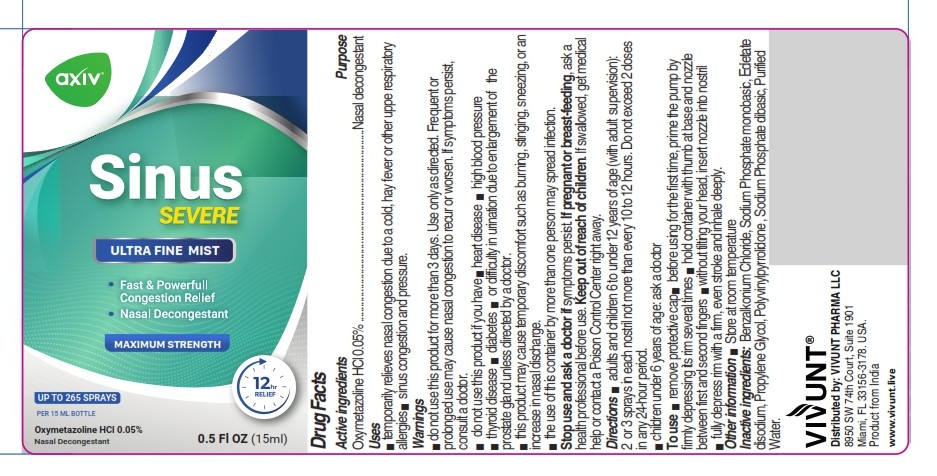 axiv
Sinus
SEVERE
ULTRA FINE MIST
• Fast & Powerfull
Congestion Relief
• Nasal Decongestant
MAXIMUM STRENGTH
12hr
RELIEF
UP TO 265 SPRAYS
PER 15 ML BOTTLE
Oxymetazoline HCI 0.05%
Nasal Decongestant
0.5 Fl OZ (15ml)
Drug Facts
Active ingredients Purpose
Oxymetazoline HCl 0.05%..........................................Nasal decongestant
Uses
■ temporarily relieves nasal congestion due to a cold, hay fever or other uppe respiratory
allergies ■ sinus congestion and pressure.
Warnings
■ do not use this product for more than 3 days. Use only as directed. Frequent or
prolonged use may cause nasal congestion to recur or worsen. If symptoms persist,
consult a doctor.
■ do not use this product if you have ■ heart disease ■ high blood pressure
■ thyroid disease ■ diabetes ■ or difficulty in urination due to enlargement of the
prostate gland unless directed by a doctor.
■ this product may cause temporary discomfort such as burning, stinging, sneezing, or an
increase in nasal discharge.
■ the use of this container by more than one person may spread infection.
Stop use and ask a doctor if symptoms persist. If pregnant or breast-feeding, ask a
health professional before use. Keep out of reach of children. If swallowed, get medical
help or contact a Poison Control Center right away.
Directions ■ adults and children 6 to under 12 years of age (with adult supervision):
2 or 3 sprays in each nostril not more than every 10 to 12 hours. Do not exceed 2 doses
in any 24-hour period.
■ children under 6 years of age: ask a doctor
To use ■ remove protective cap ■ before using for the first time, prime the pump by
firmly depressing its rim several times ■ hold container with thumb at base and nozzle
between first and second fingers ■ without tilting your head, insert nozzle into nostril
■ fully depress rim with a firm, even stroke and inhale deeply.
Other information ■ Store at room temperature
Inactive ingredients: Benzalkonium Chloride, Sodium Phosphate monobasic, Edetate
disodium, Propylene Glycol, Polyvinylpyrrolidone, Sodium Phosphate dibasic, Purified
Water.
VIVUNT®
Distributed by: VIVUNT PHARMA LLC
8950 SW 74th Court, Suite 1901
Miami, FL 33156-3178. USA.
Product from India
www.vivunt.live